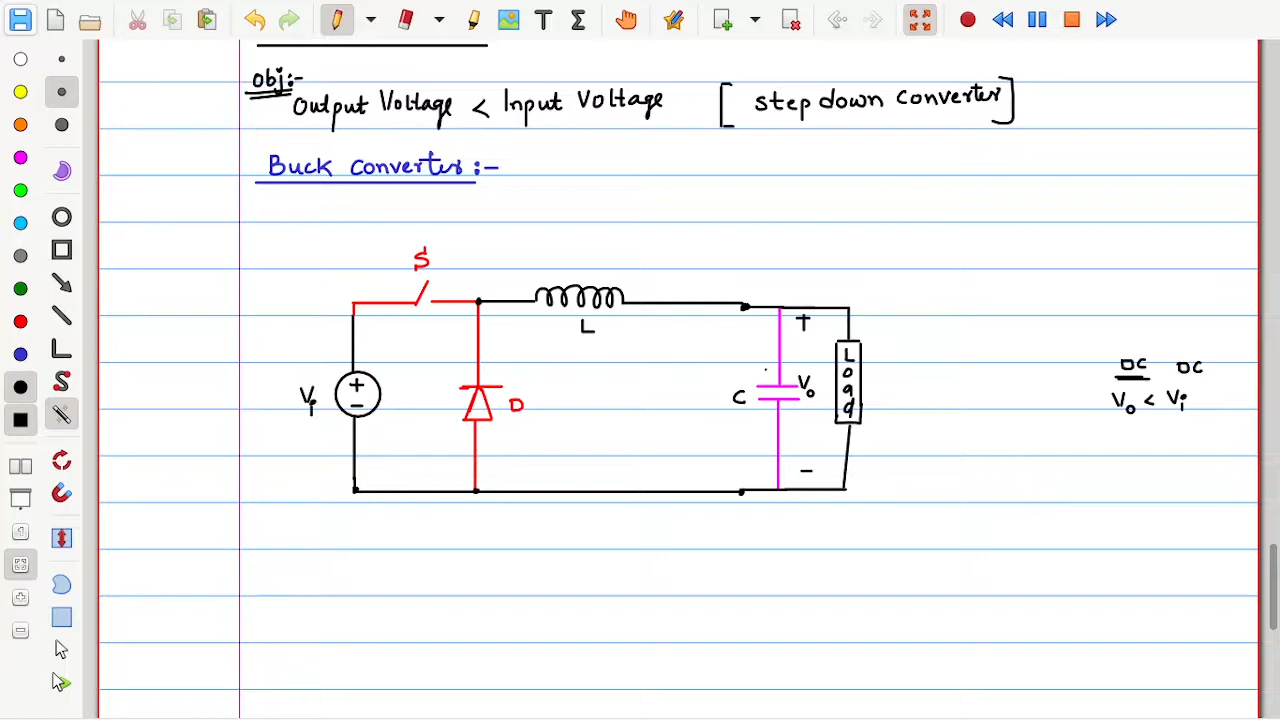 Obj:-
Output Voltage < Input Voltage [ step down converter ]
Buck Converter :-
S
L
+
Load
+
Vi
-
D
C
Vo
-
DC DC
Vo < Vi